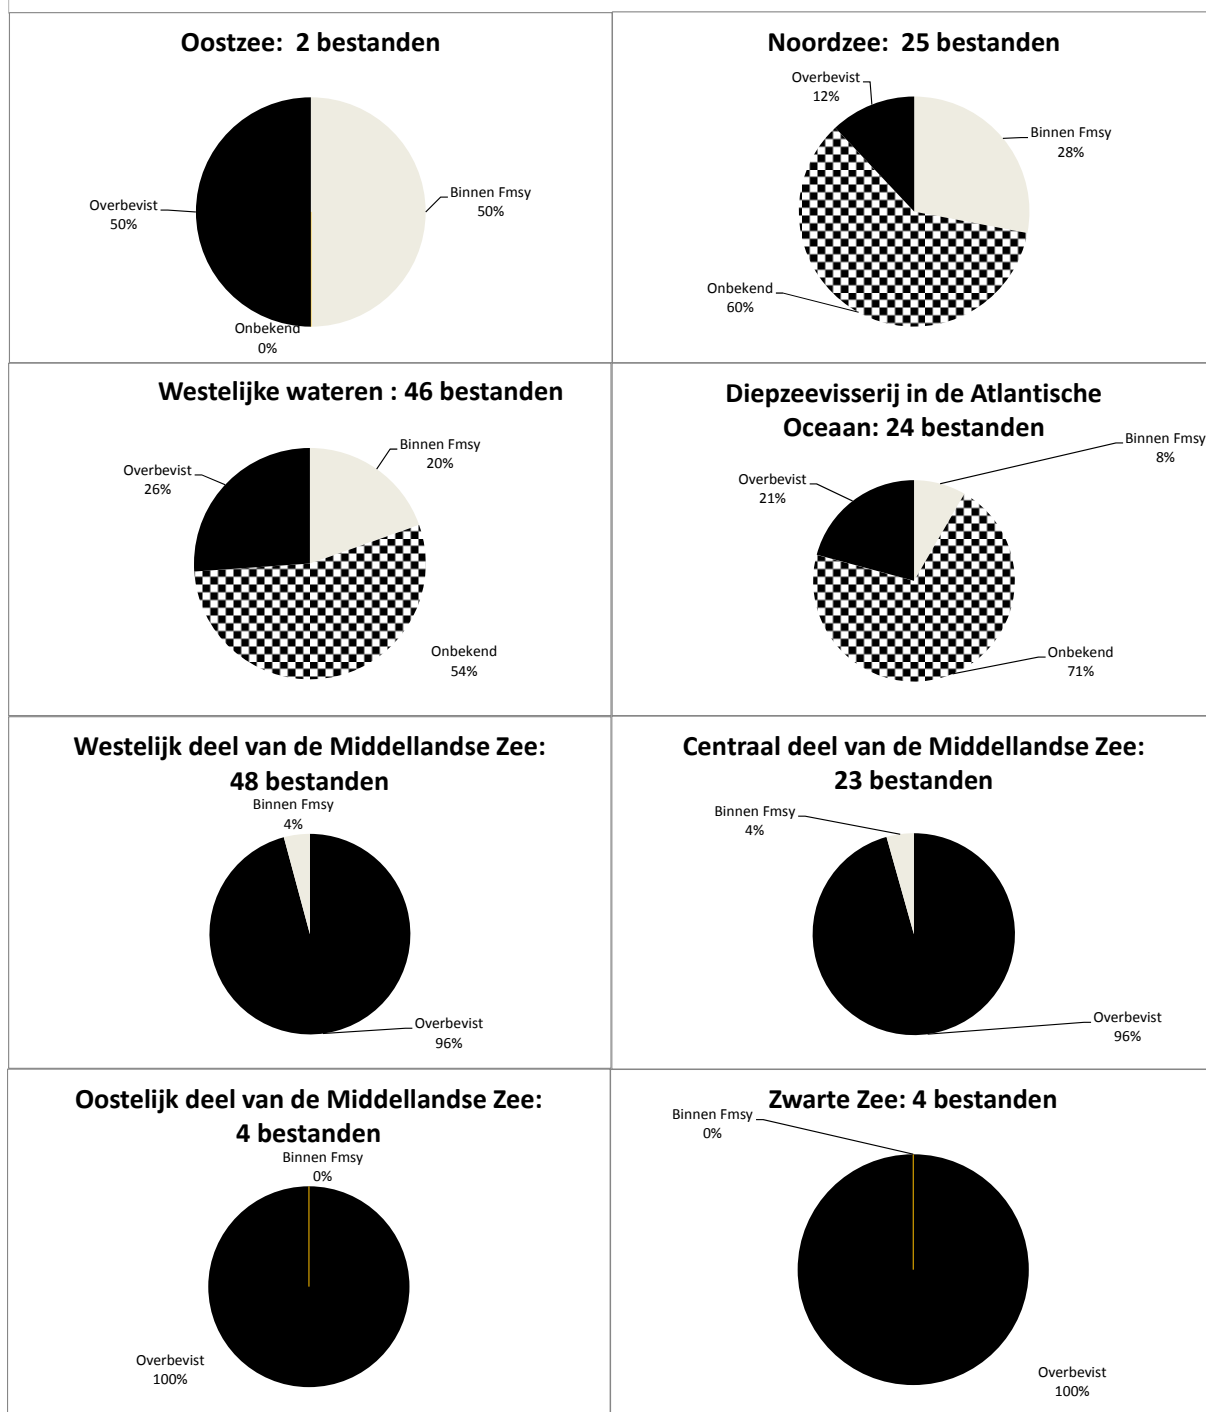 Oostzee:  2 bestanden
Overbevist
50%
Binnen Fmsy
50%
Onbekend
0%
Noordzee:  25 bestanden
Overbevist
12%
Binnen Fmsy
28%
Onbekend
60%
Westelijke wateren : 46 bestanden
Overbevist
26%
Binnen Fmsy
20%
Onbekend
54%
Diepzeevisserij in de Atlantische
Oceaan: 24 bestanden
Binnen Fmsy
8%
Overbevist
21%
Onbekend
71%
Westelijk deel van de Middellandse Zee:
48 bestanden
Binnen Fmsy
4%
Overbevist
96%
Centraal deel van de Middellandse Zee:
23 bestanden
Binnen Fmsy
4%
Overbevist
96%
Oostelijk deel van de Middellandse Zee:
4 bestanden
Binnen Fmsy
0%
Overbevist
100%
Zwarte Zee: 4 bestanden
Binnen Fmsy
0%
Overbevist
100%